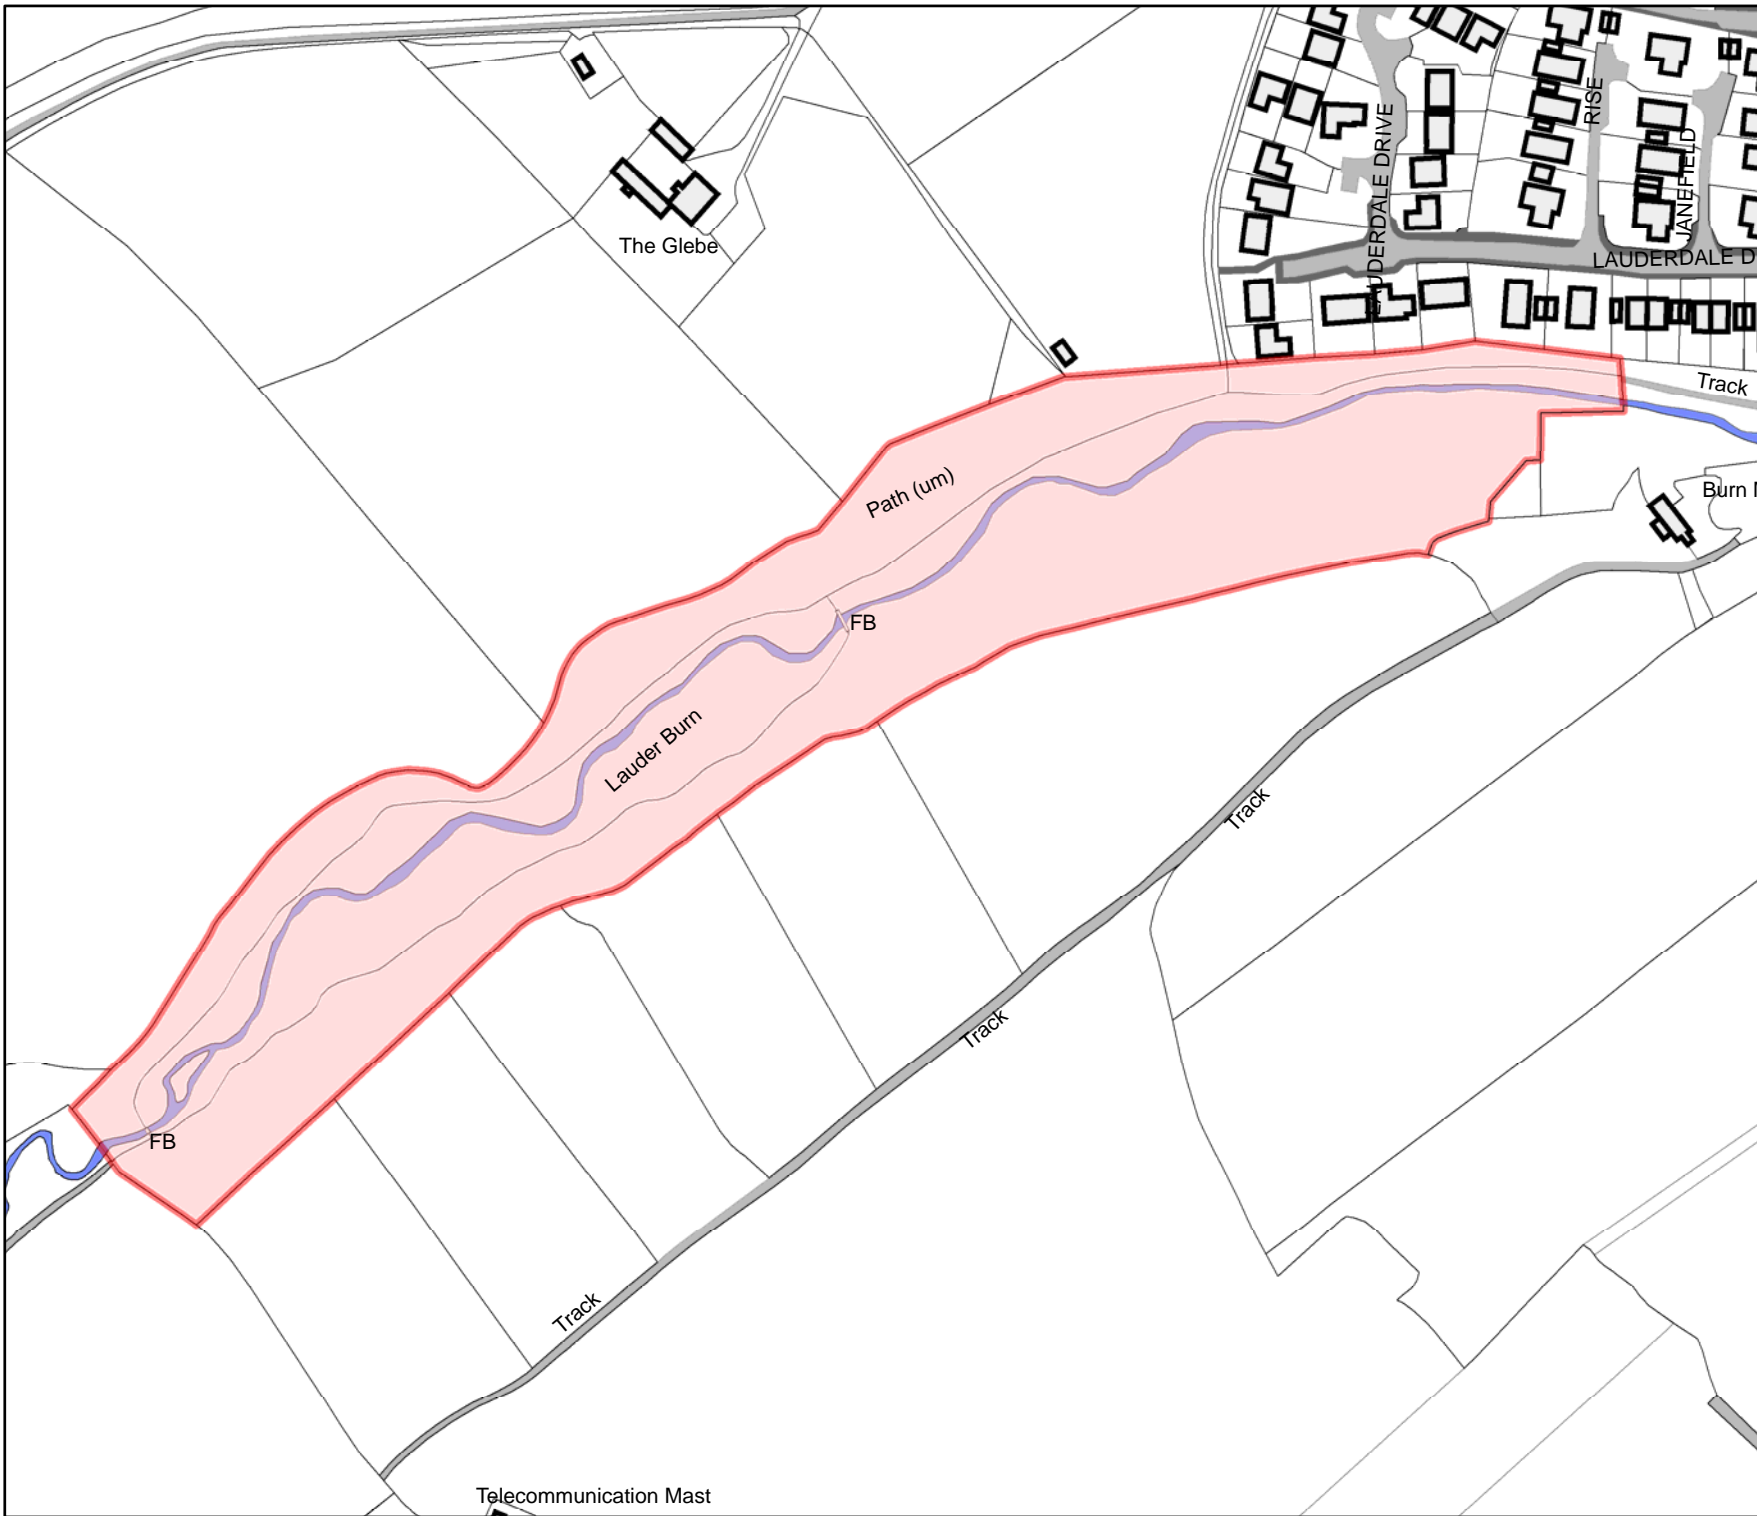 RISE
LAUDERDALE DRIVE
JANEFIELD
The Glebe
LAUDERDALE D
Track
Path (um)
Burn
FB
Lauder Burn
Track
Track
FB
Track
Telecommunication Mast